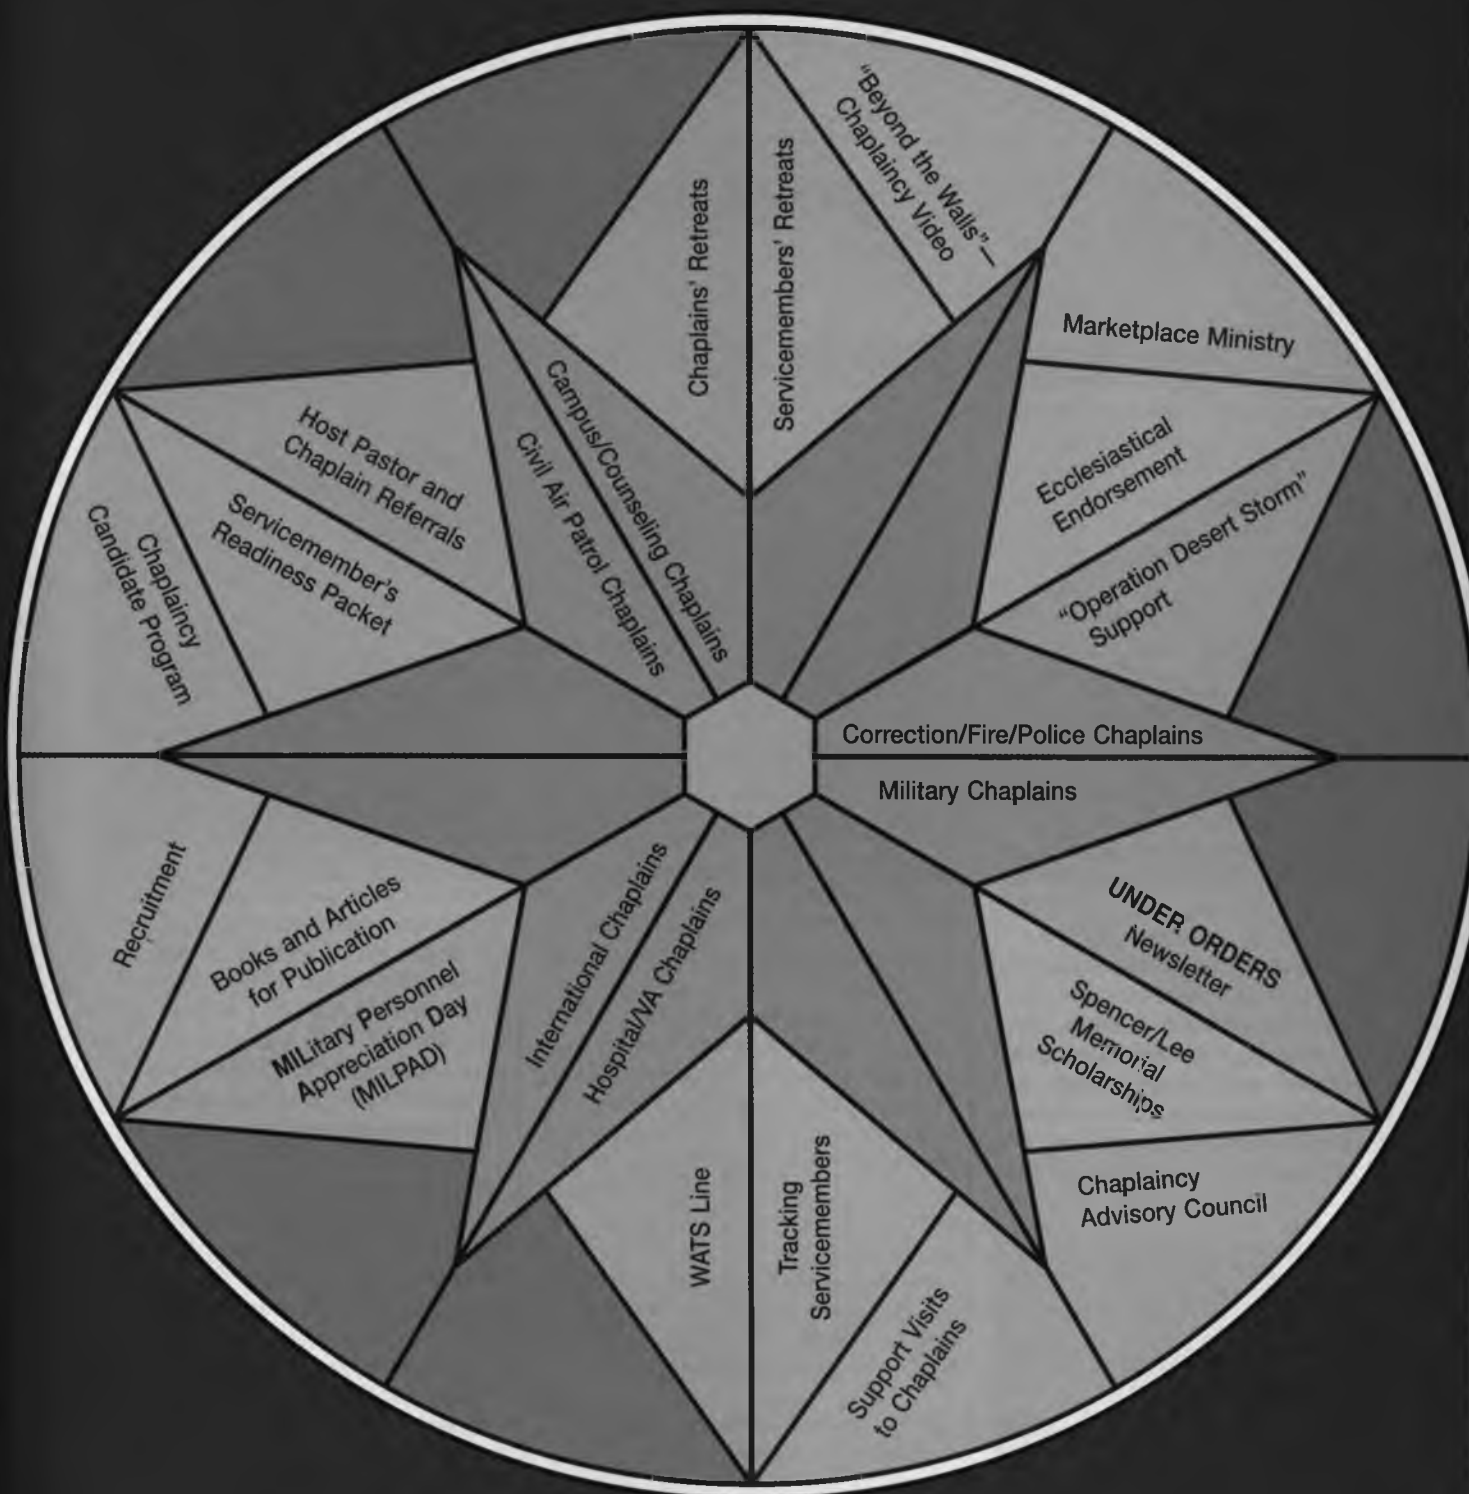 Chaplains' Retreats
Servicemembers' Retreats
"Beyond the Walls"—
Chaplaincy Video
Marketplace Ministry
Ecclesiastical
Endorsement
"Operation Desert Storm"
Support
Correction/Fire/Police Chaplains
Military Chaplains
UNDER ORDERS
Newsletter
Spencer/Lee
Memorial
Scholarships
Chaplaincy
Advisory Council
Support Visits
to Chaplains
Tracking
Servicemembers
WATS Line
Hospital/VA Chaplains
International Chaplains
MILitary Personnel
Appreciation Day
(MILPAD)
Books and Articles
for Publication
Recruitment
Chaplaincy
Candidate Program
Servicemember's
Readiness Packet
Host Pastor and
Chaplain Referrals
Civil Air Patrol Chaplains
Campus/Counseling Chaplains